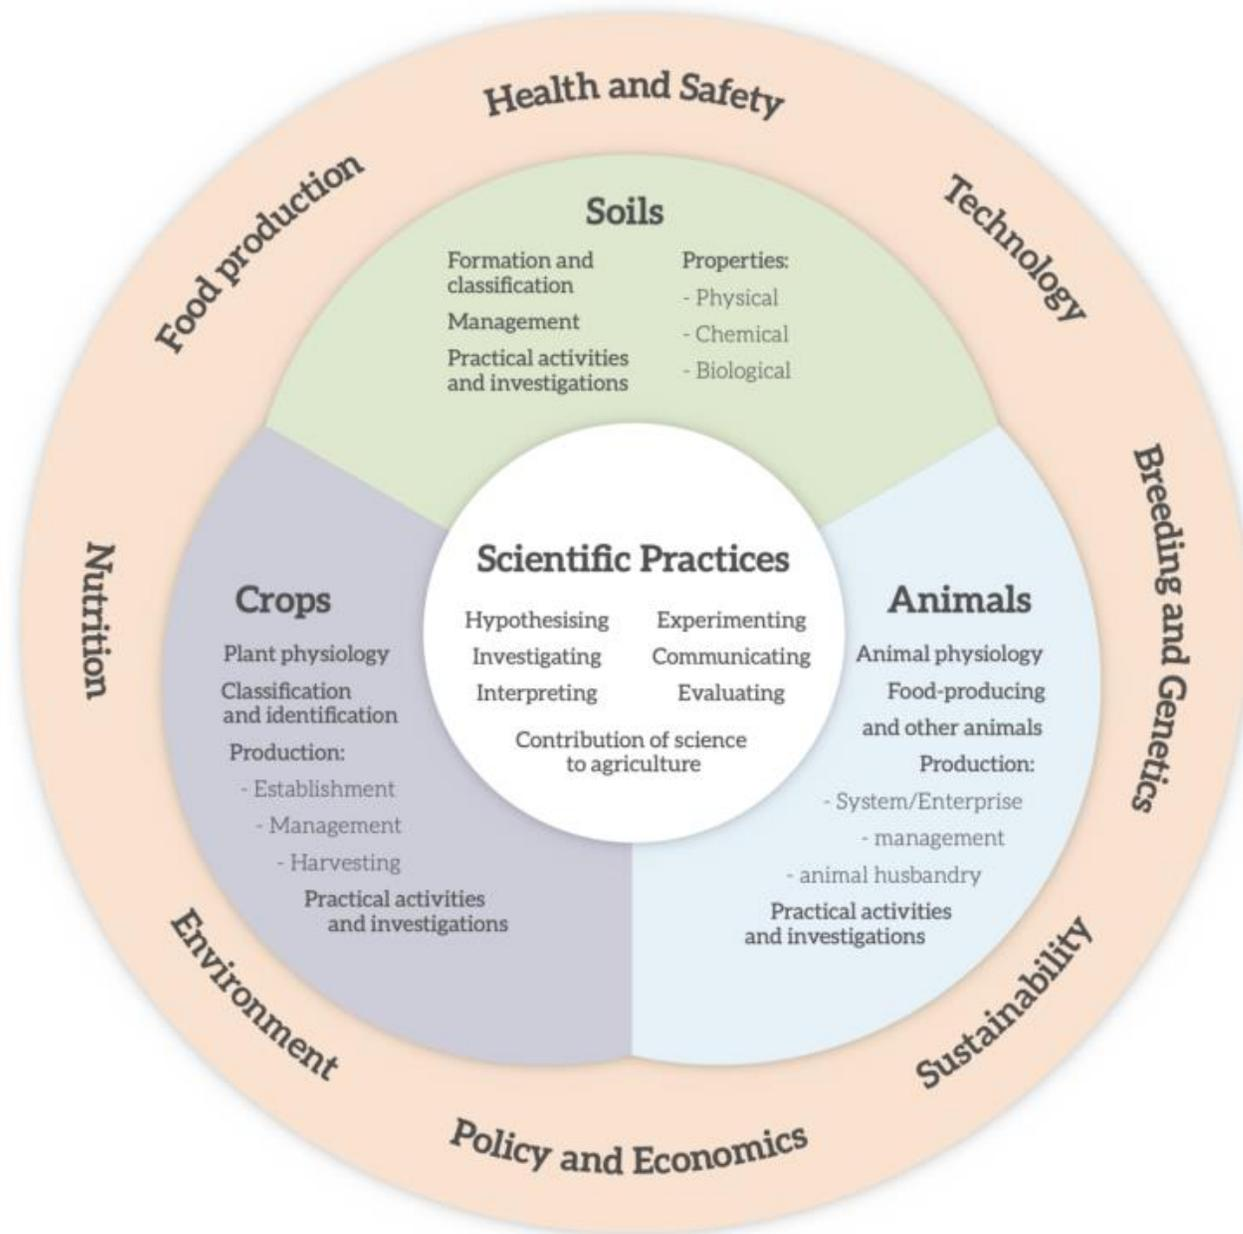 Health and Safety
Technology
Breeding and Genetics
Sustainability
Policy and Economics
Environment
Nutrition
Food production
Soils
Formation and
classification
Management
Practical activities
and investigations
Properties:
- Physical
- Chemical
- Biological
Scientific Practices
Hypothesising
Experimenting
Investigating
Communicating
Interpreting
Evaluating
Contribution of science
to agriculture
Crops
Plant physiology
Classification
and identification
Production:
- Establishment
- Management
- Harvesting
Practical activities
and investigations
Animals
Animal physiology
Food-producing
and other animals
Production:
- System/Enterprise
- management
- animal husbandry
Practical activities
and investigations